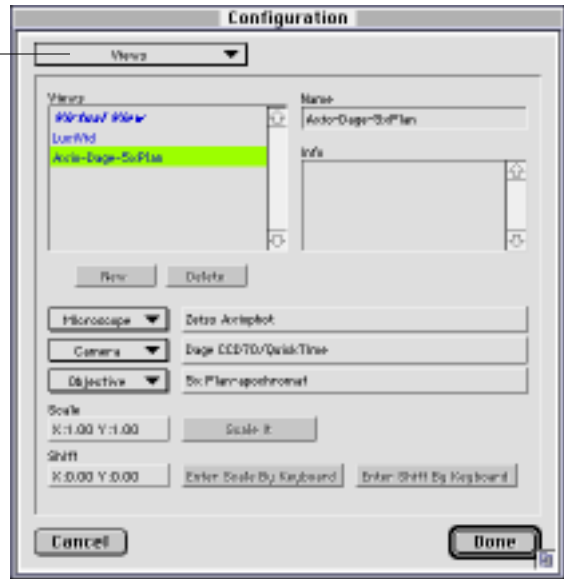 Configuration
Views
Views
Name
Virtual View
Axio-Dage-5xPlan
LucWid
Axio-Dage-5xPlan
Info
New
Delete
Microscope
Zeiss Axiophot
Camera
Dage CCD70/QuickTime
Objective
5x Plan-apochromat
Scale
X:1.00 Y:1.00
Scale It
Shift
X:0.00 Y:0.00
Enter Scale By Keyboard
Enter Shift By Keyboard
Cancel
Done